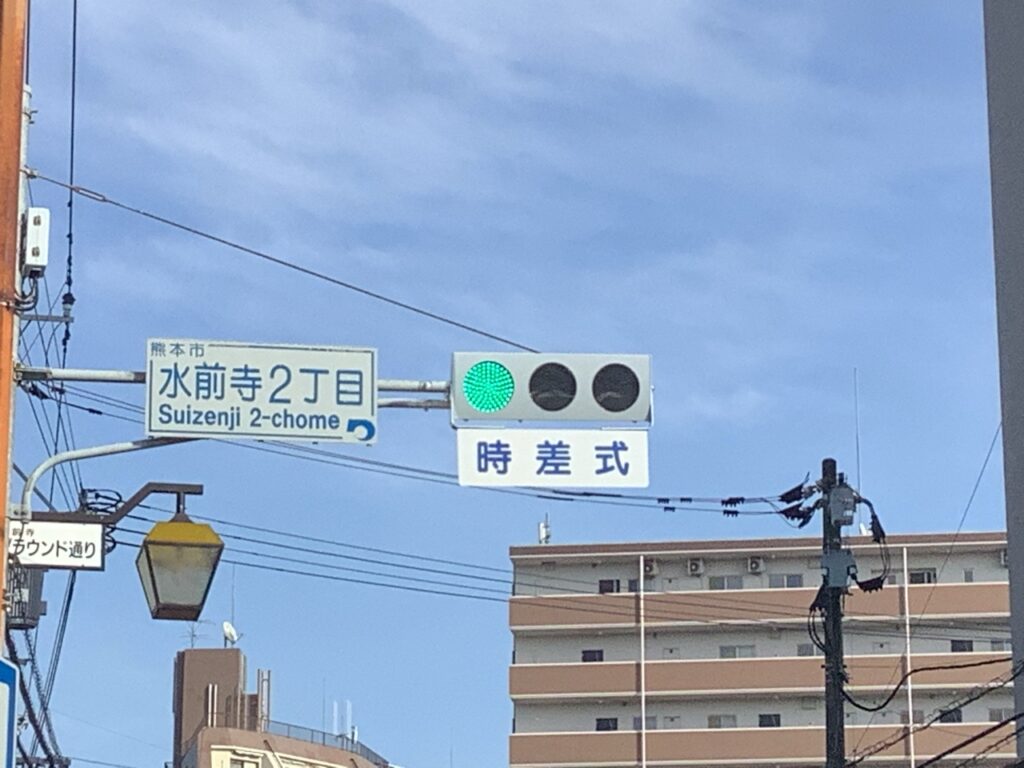 熊本市
水前寺2丁目
Suizenji 2-chome
時差式
ラウンド通り